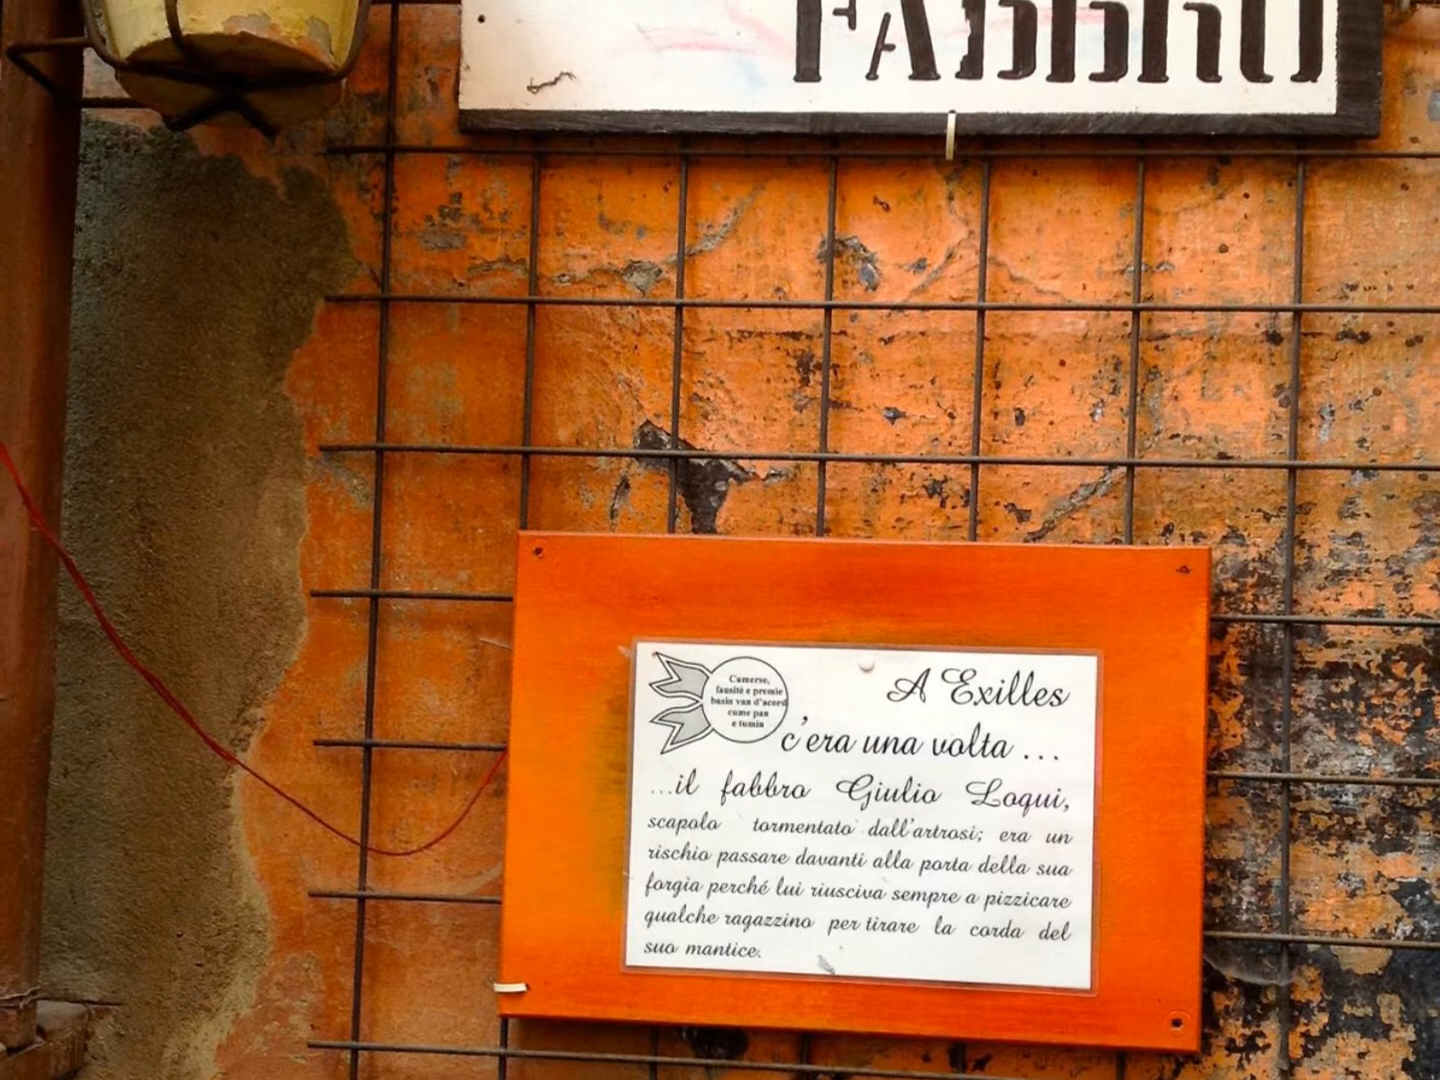 FABBRO
Cumerse,
fausitè e premie
basin van d'acord
cume pan
e tumin
A Exilles
c'era una volta ...
...il fabbro Giulio Loqui,
scapolo tormentato dall'artrosi; era un
rischio passare davanti alla porta della sua
forgia perché lui riusciva sempre a pizzicare
qualche ragazzino per tirare la corda del
suo mantice.